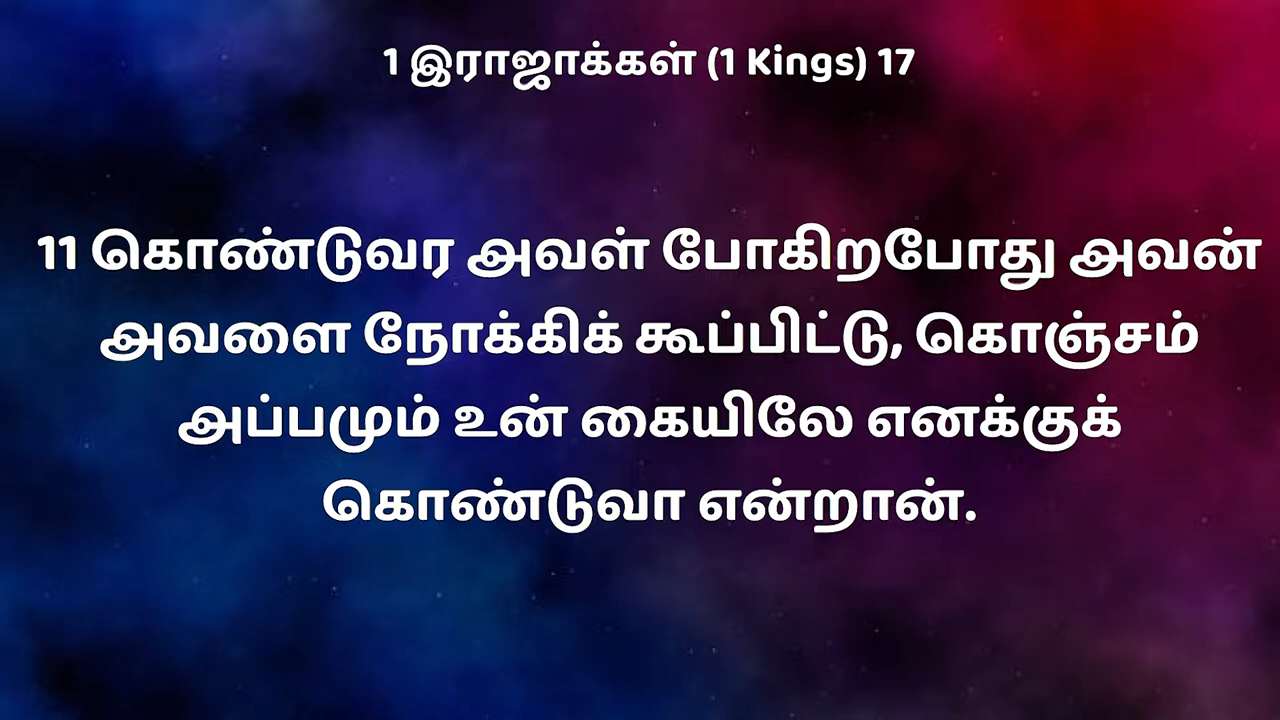 1 இராஜாக்கள் (1 Kings) 17
11 கொண்டுவர அவள் போகிறபோது அவன்
அவளை நோக்கிக் கூப்பிட்டு, கொஞ்சம்
அப்பமும் உன் கையிலே எனக்குக்
கொண்டுவா என்றான்.